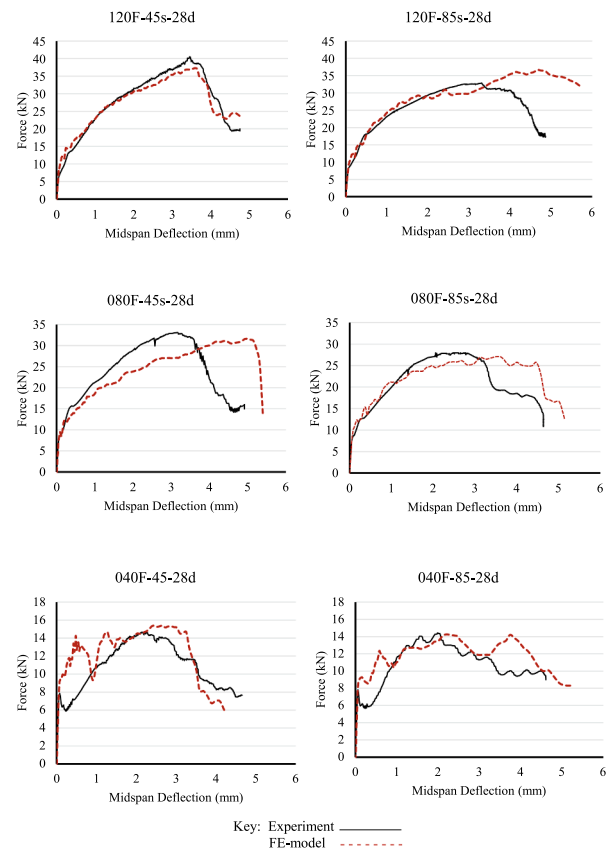 120F-45s-28d
45
40
35
30
25
20
15
10
5
0
Force (kN)
0 1 2 3 4 5 6
Midspan Deflection (mm)
120F-85s-28d
45
40
35
30
25
20
15
10
5
0
Force (kN)
0 1 2 3 4 5 6
Midspan Deflection (mm)
080F-45s-28d
35
30
25
20
15
10
5
0
Force (kN)
0 1 2 3 4 5 6
Midspan Deflection (mm)
080F-85s-28d
35
30
25
20
15
10
5
0
Force (kN)
0 1 2 3 4 5 6
Midspan Deflection (mm)
040F-45-28d
18
16
14
12
10
8
6
4
2
0
Force (kN)
0 1 2 3 4 5 6
Midspan Deflection (mm)
040F-85-28d
18
16
14
12
10
8
6
4
2
0
Force (kN)
0 1 2 3 4 5 6
Midspan Deflection (mm)
Key: Experiment
FE-model